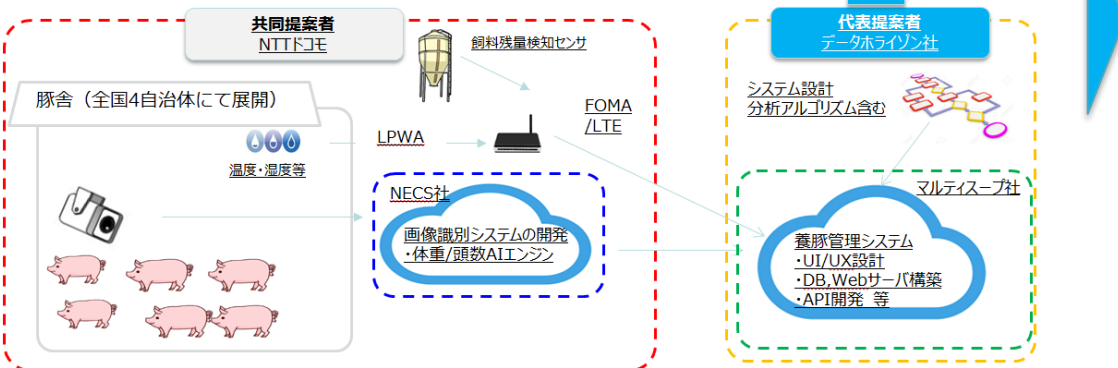 共同提案者
NTTドコモ
飼料残量検知センサ
代表提案者
データホライゾン社
豚舎（全国4自治体にて展開）
システム設計
分析アルゴリズム含む
FOMA
/LTE
LPWA
温度・湿度等
NECS社
マルティスープ社
画像識別システムの開発
・体重/頭数AIエンジン
養豚管理システム
・UI/UX設計
・DB,Webサーバ構築
・API開発 等